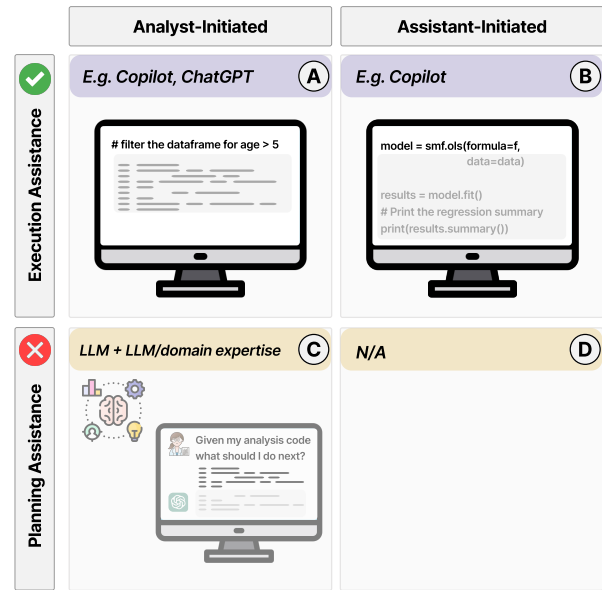 Analyst-Initiated
Assistant-Initiated
Execution Assistance
E.g. Copilot, ChatGPT
A
# filter the dataframe for age > 5
E.g. Copilot
B
model = smf.ols(formula=f,
data=data)
results = model.fit()
# Print the regression summary
print(results.summary())
Planning Assistance
LLM + LLM/domain expertise
C
Given my analysis code
what should I do next?
N/A
D